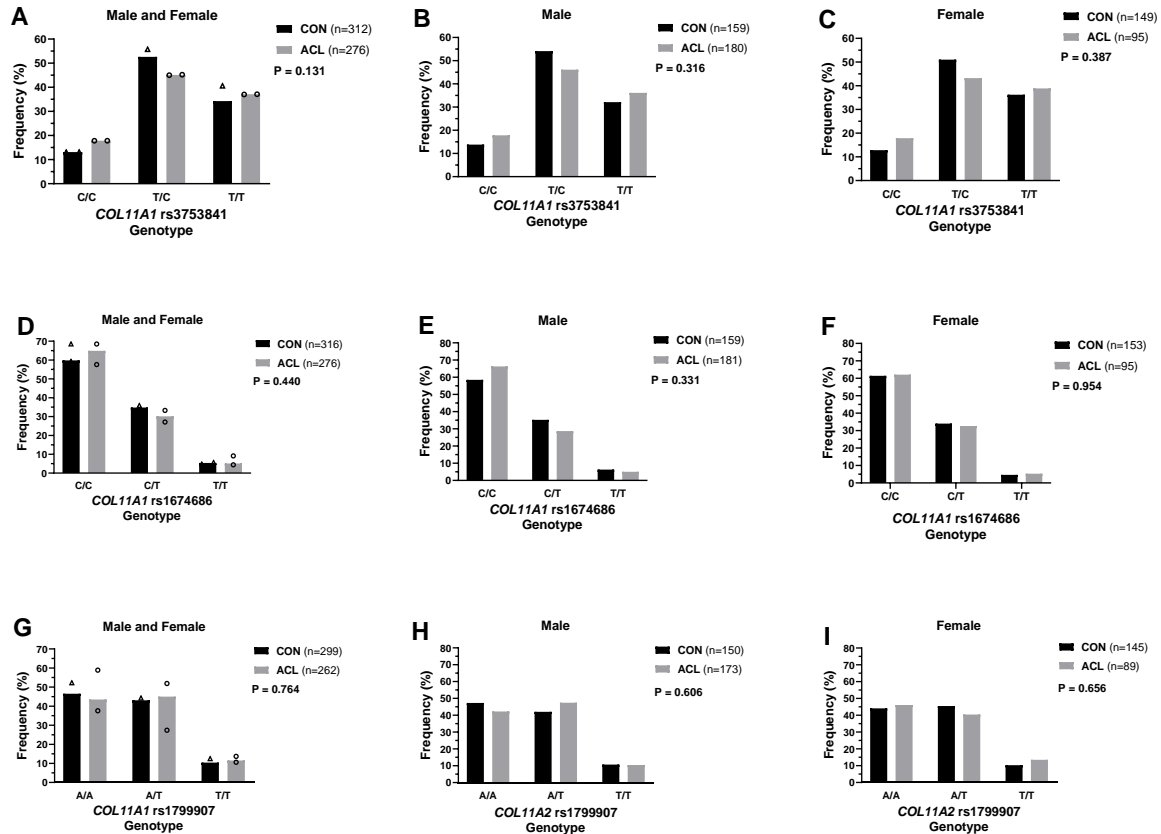 A
Male and Female
CON (n=312)
ACL (n=276)
P = 0.131
Frequency (%)
60
50
40
30
20
10
0
C/C T/C T/T
COL11A1 rs3753841
Genotype
B
Male
CON (n=159)
ACL (n=180)
P = 0.316
Frequency (%)
60
50
40
30
20
10
0
C/C T/C T/T
COL11A1 rs3753841
Genotype
C
Female
CON (n=149)
ACL (n=95)
P = 0.387
Frequency (%)
60
50
40
30
20
10
0
C/C T/C T/T
COL11A1 rs3753841
Genotype
D
Male and Female
CON (n=316)
ACL (n=276)
P = 0.440
Frequency (%)
70
60
50
40
30
20
10
0
C/C C/T T/T
COL11A1 rs1674686
Genotype
E
Male
CON (n=159)
ACL (n=181)
P = 0.331
Frequency (%)
80
70
60
50
40
30
20
10
0
C/C C/T T/T
COL11A1 rs1674686
Genotype
F
Female
CON (n=153)
ACL (n=95)
P = 0.954
Frequency (%)
80
70
60
50
40
30
20
10
0
C/C C/T T/T
COL11A1 rs1674686
Genotype
G
Male and Female
CON (n=299)
ACL (n=262)
P = 0.764
Frequency (%)
70
60
50
40
30
20
10
0
A/A A/T T/T
COL11A1 rs1799907
Genotype
H
Male
CON (n=150)
ACL (n=173)
P = 0.606
Frequency (%)
80
70
60
50
40
30
20
10
0
A/A A/T T/T
COL11A2 rs1799907
Genotype
I
Female
CON (n=145)
ACL (n=89)
P = 0.656
Frequency (%)
80
70
60
50
40
30
20
10
0
A/A A/T T/T
COL11A2 rs1799907
Genotype